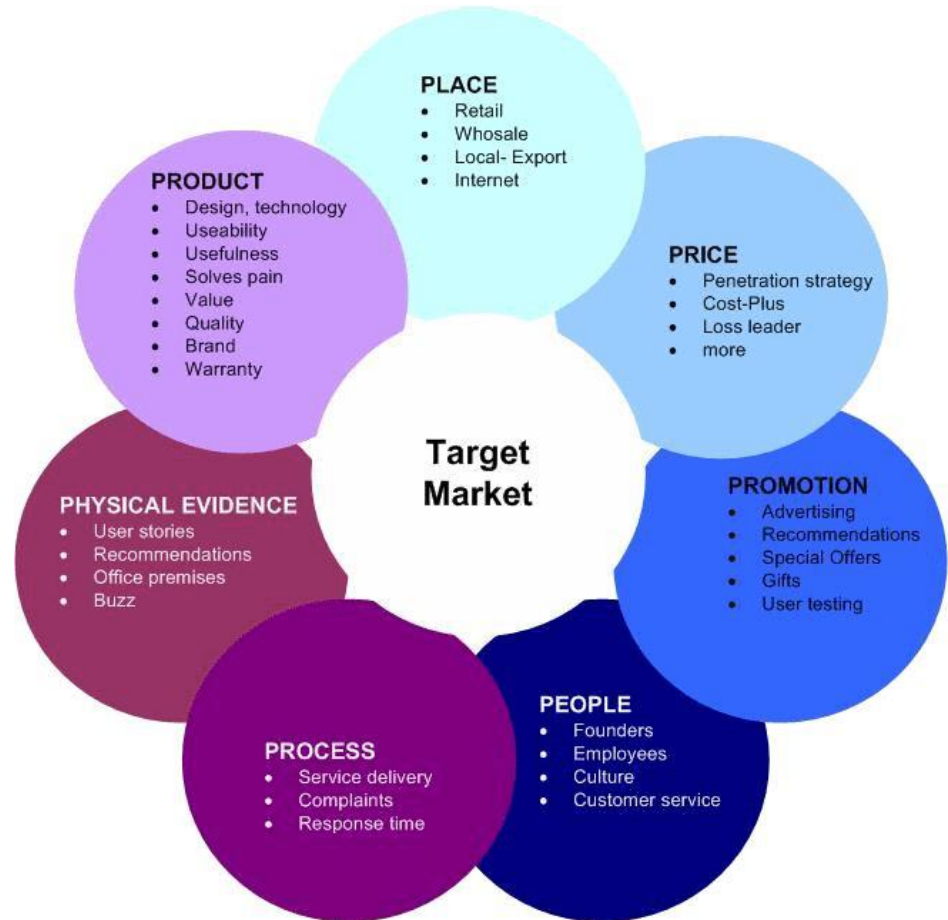 PLACE
• Retail
• Whosale
• Local- Export
• Internet
PRICE
• Penetration strategy
• Cost-Plus
• Loss leader
• more
PROMOTION
• Advertising
• Recommendations
• Special Offers
• Gifts
• User testing
PEOPLE
• Founders
• Employees
• Culture
• Customer service
PROCESS
• Service delivery
• Complaints
• Response time
PHYSICAL EVIDENCE
• User stories
• Recommendations
• Office premises
• Buzz
PRODUCT
• Design, technology
• Useability
• Usefulness
• Solves pain
• Value
• Quality
• Brand
• Warranty
Target
Market